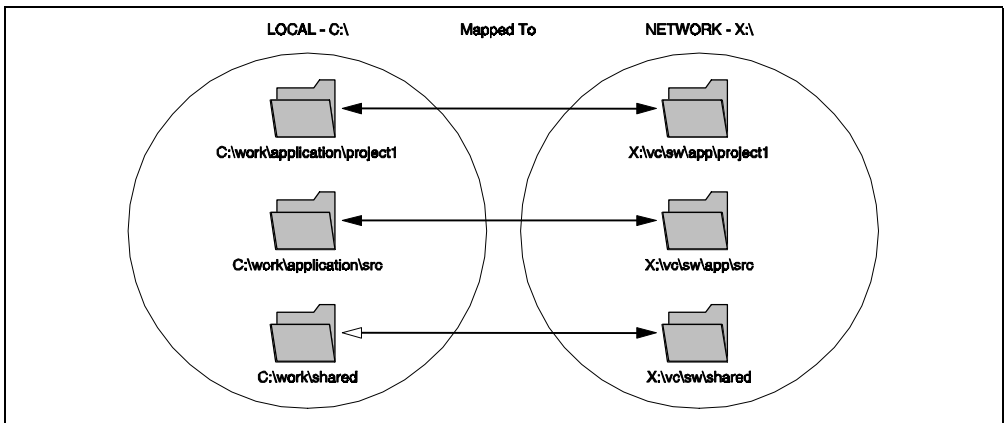 LOCAL - C:\ Mapped To NETWORK - X:\
C:\work\application\project1 X:\vc\sw\app\project1
C:\work\application\src X:\vc\sw\app\src
C:\work\shared X:\vc\sw\shared